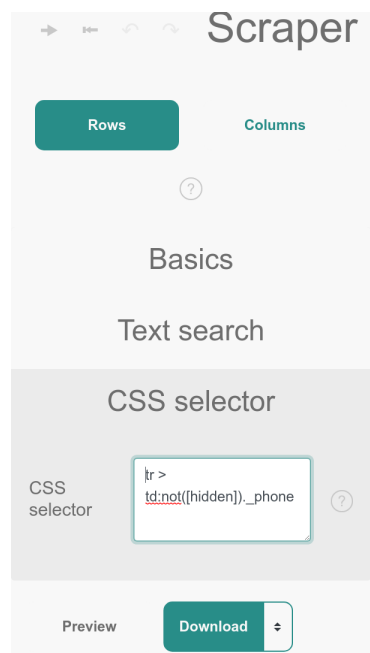 Scraper
Rows
Columns
?
Basics
Text search
CSS selector
CSS
selector
tr >
td:not([hidden])._phone
?
Preview
Download